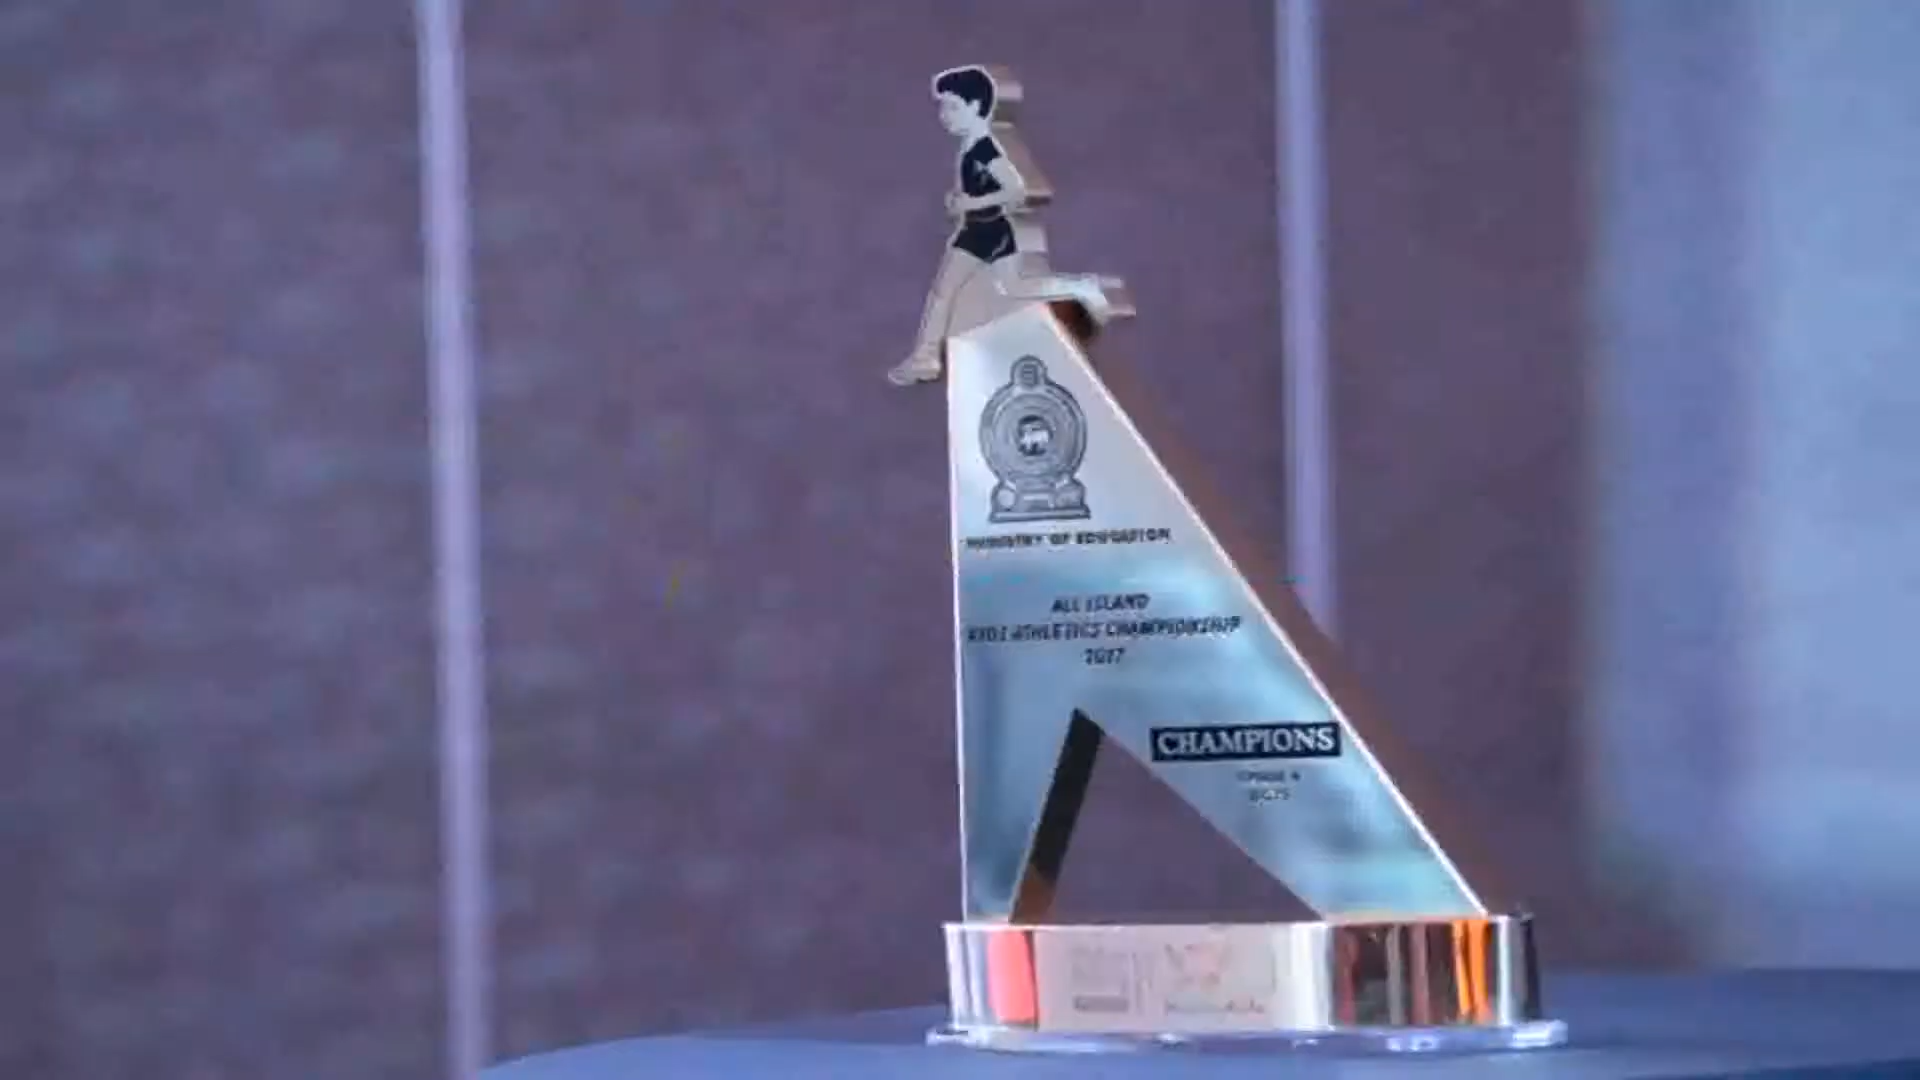 MINISTRY OF EDUCATION
ALL ISLAND
KIDS ATHLETICS CHAMPIONSHIP
2017
CHAMPIONS